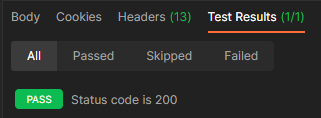 Body Cookies Headers (13) Test Results (1/1)
All Passed Skipped Failed
PASS Status code is 200